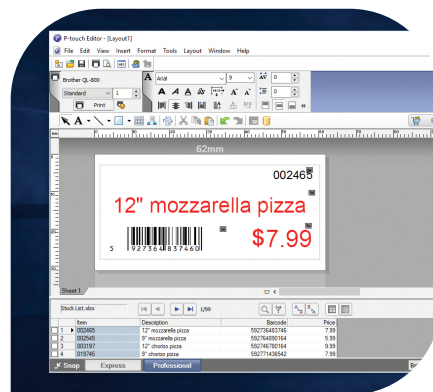 P-touch Editor - [Layout1]
File Edit View Insert Format Tools Layout Window Help
Brother QL-800
Standard 1
Print
A Arial 9 0
0
62mm
002465
12" mozzarella pizza
$7.99
5 927364 837460
Sheet 1
Stock List.xlsx 1/99
Item Description Barcode Price
1 002465 12" mozzarella pizza 592736483746 7.99
2 002545 9" mozzarella pizza 592764890164 5.99
3 003197 12" chorizo pizza 592746780164 9.99
4 019745 9" chorizo pizza 592771436542 7.99
Snap Express Professional